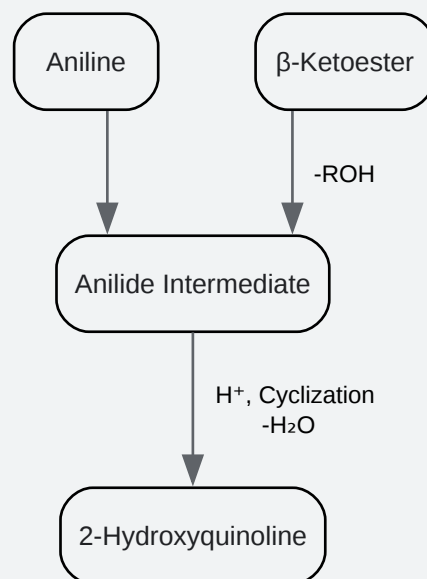 Aniline
β-Ketoester
-ROH
Anilide Intermediate
H⁺, Cyclization
-H₂O
2-Hydroxyquinoline